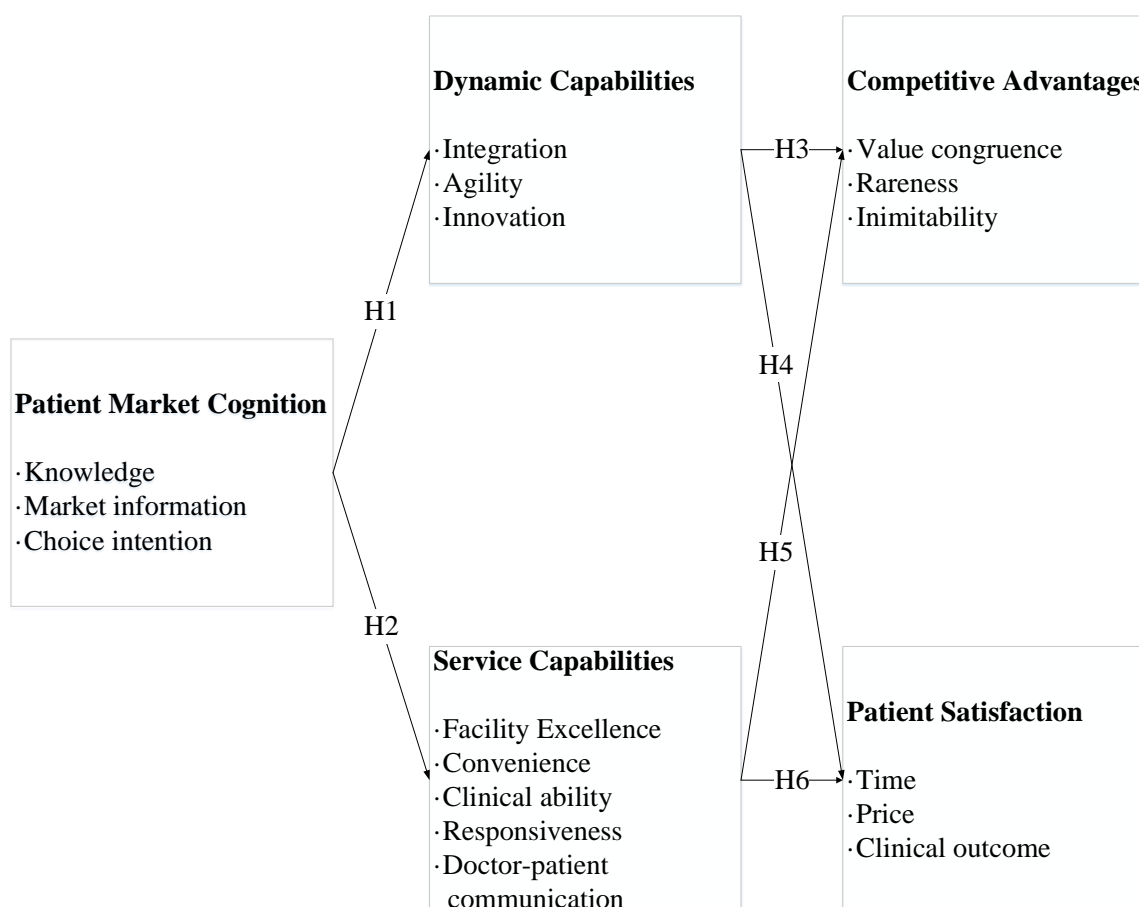 Dynamic Capabilities
·Integration
·Agility
·Innovation
Competitive Advantages
·Value congruence
·Rareness
·Inimitability
H3
H1
H4
Patient Market Cognition
·Knowledge
·Market information
·Choice intention
H5
H2
Service Capabilities
·Facility Excellence
·Convenience
·Clinical ability
·Responsiveness
·Doctor-patient
communication
H6
Patient Satisfaction
·Time
·Price
·Clinical outcome